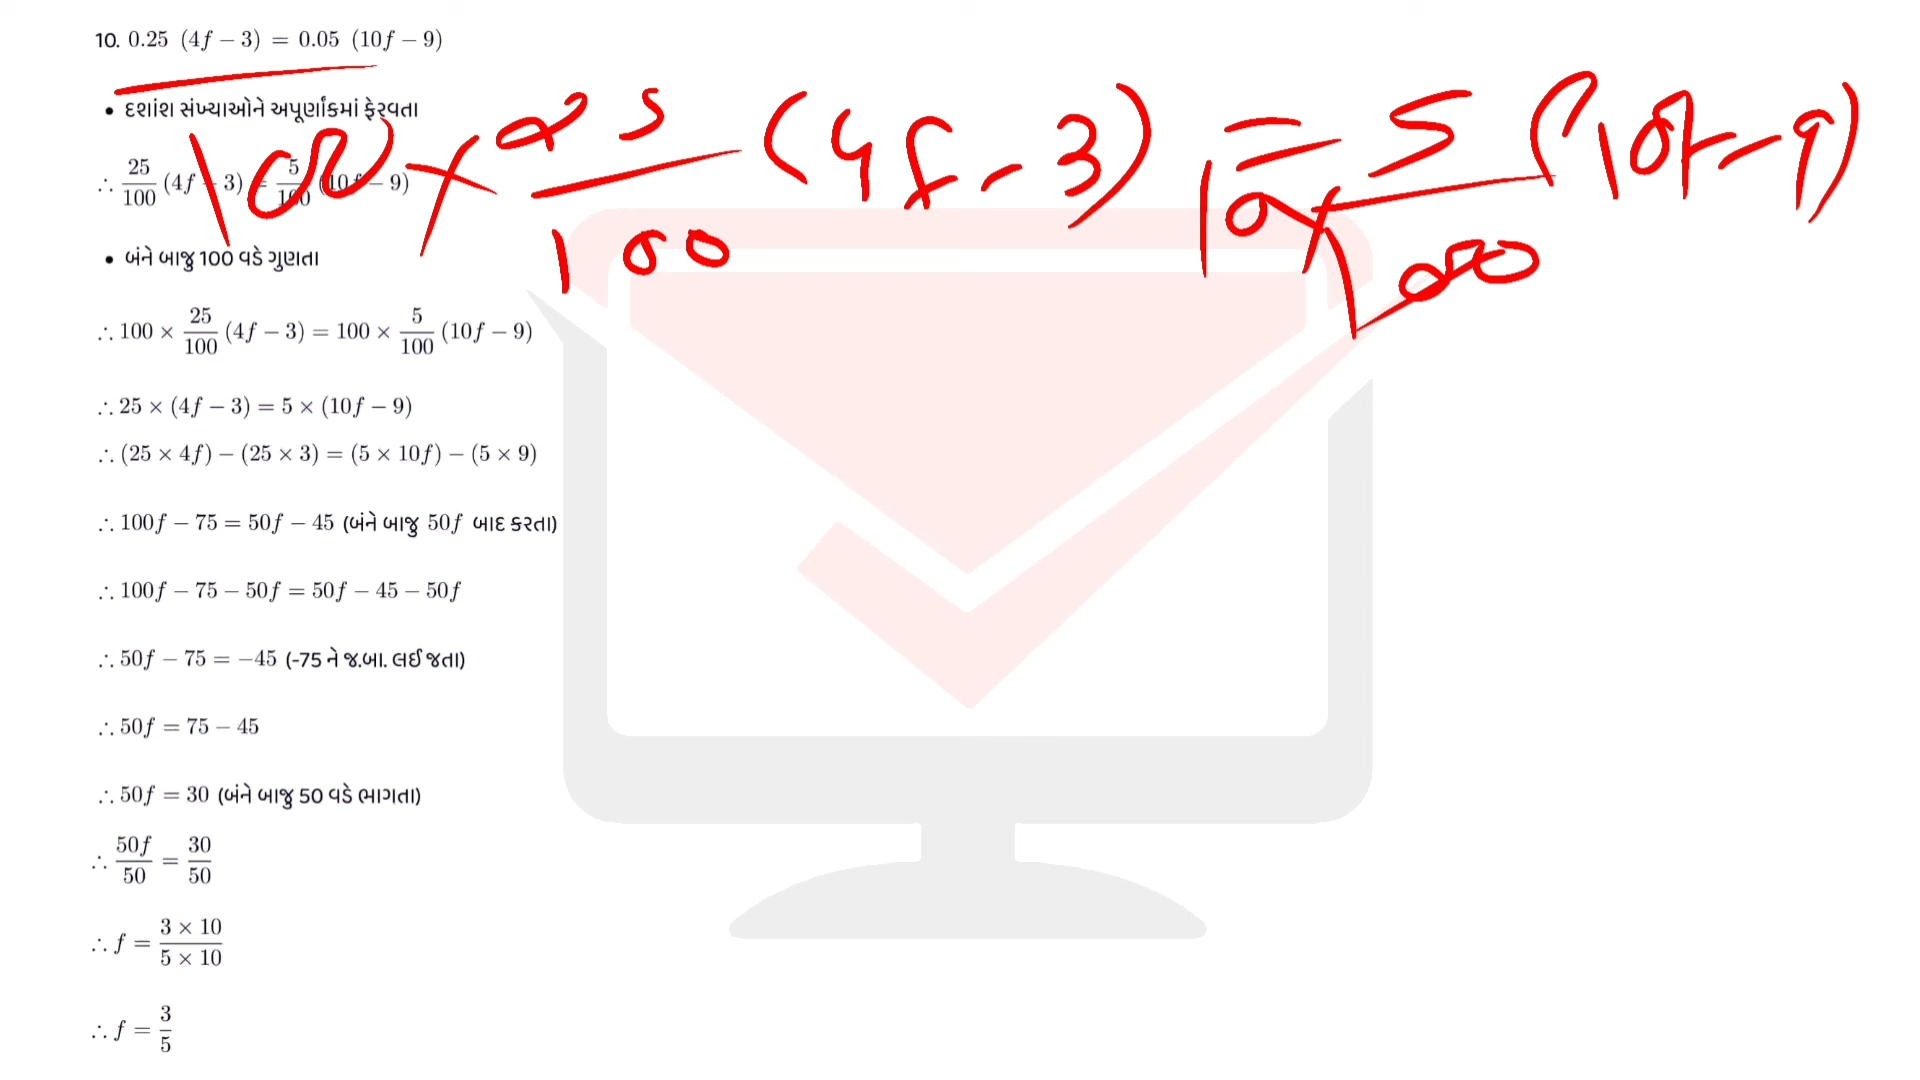 10. 0.25 (4f − 3) = 0.05 (10f − 9)
• દશાંશ સંખ્યાઓને અપૂર્ણાંકમાં ફેરવતા
100 × 25/100 (4f - 3) = 10 × 5/1000 (10f - 9)
∴ 25/100 (4f − 3) = 5/100 (10f − 9)
• બંને બાજુ 100 વડે ગુણતા
∴ 100 × 25/100 (4f − 3) = 100 × 5/100 (10f − 9)
∴ 25 × (4f − 3) = 5 × (10f − 9)
∴ (25 × 4f) − (25 × 3) = (5 × 10f) − (5 × 9)
∴ 100f − 75 = 50f − 45 (બંને બાજુ 50f બાદ કરતા)
∴ 100f − 75 − 50f = 50f − 45 − 50f
∴ 50f − 75 = −45 (-75 ને જ.બા. લઈ જતા)
∴ 50f = 75 − 45
∴ 50f = 30 (બંને બાજુ 50 વડે ભાગતા)
∴ 50f/50 = 30/50
∴ f = 3 × 10/5 × 10
∴ f = 3/5